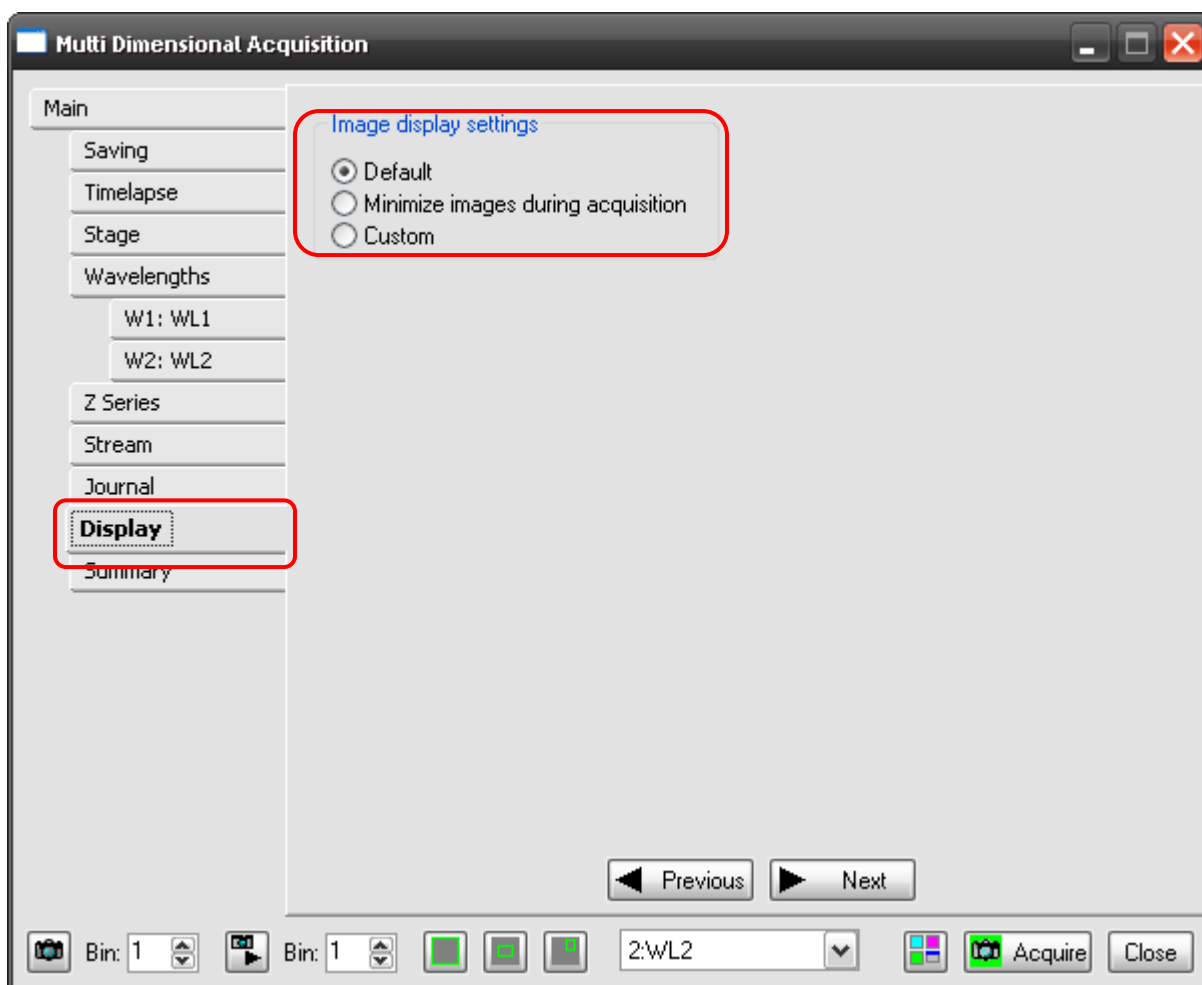 Multi Dimensional Acquisition
Main
Saving
Timelapse
Stage
Wavelengths
W1: WL1
W2: WL2
Z Series
Stream
Journal
Display
Summary
Image display settings
Default
Minimize images during acquisition
Custom
Previous
Next
Bin: 1
Bin: 1
2:WL2
Acquire
Close